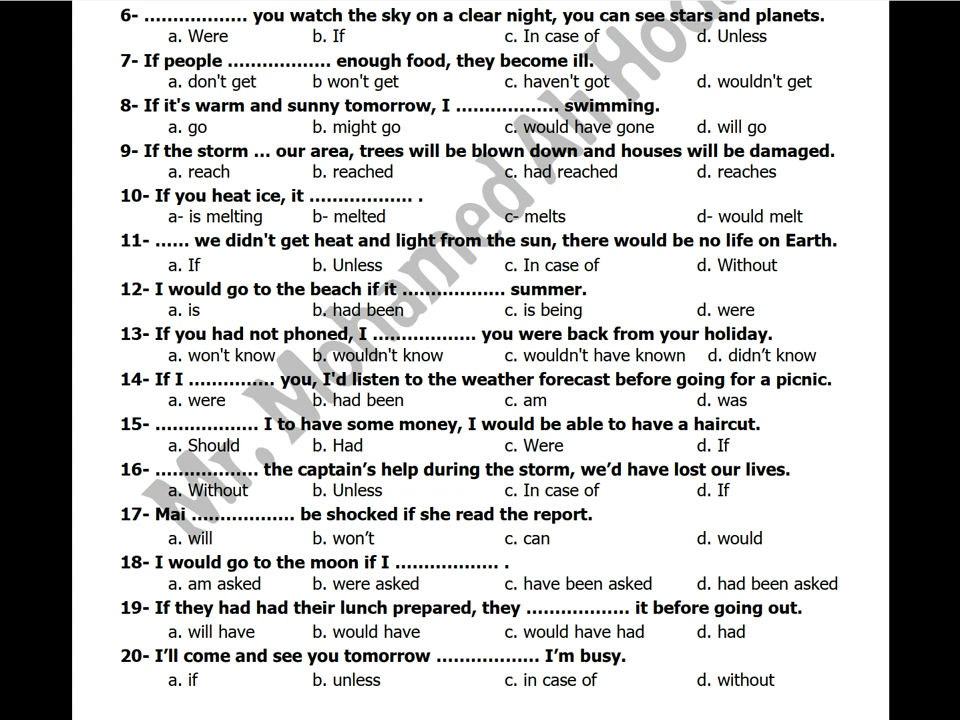 6- .................. you watch the sky on a clear night, you can see stars and planets.
a. Were b. If c. In case of d. Unless
7- If people .................. enough food, they become ill.
a. don't get b won't get c. haven't got d. wouldn't get
8- If it's warm and sunny tomorrow, I .................. swimming.
a. go b. might go c. would have gone d. will go
9- If the storm ... our area, trees will be blown down and houses will be damaged.
a. reach b. reached c. had reached d. reaches
10- If you heat ice, it .................. .
a- is melting b- melted c- melts d- would melt
11- ...... we didn't get heat and light from the sun, there would be no life on Earth.
a. If b. Unless c. In case of d. Without
12- I would go to the beach if it .................. summer.
a. is b. had been c. is being d. were
13- If you had not phoned, I .................. you were back from your holiday.
a. won't know b. wouldn't know c. wouldn't have known d. didn’t know
14- If I ............... you, I'd listen to the weather forecast before going for a picnic.
a. were b. had been c. am d. was
15- .................. I to have some money, I would be able to have a haircut.
a. Should b. Had c. Were d. If
16- .................. the captain’s help during the storm, we’d have lost our lives.
a. Without b. Unless c. In case of d. If
17- Mai .................. be shocked if she read the report.
a. will b. won’t c. can d. would
18- I would go to the moon if I .................. .
a. am asked b. were asked c. have been asked d. had been asked
19- If they had had their lunch prepared, they .................. it before going out.
a. will have b. would have c. would have had d. had
20- I’ll come and see you tomorrow .................. I’m busy.
a. if b. unless c. in case of d. without
Mr. Mohamed Ali Hoda